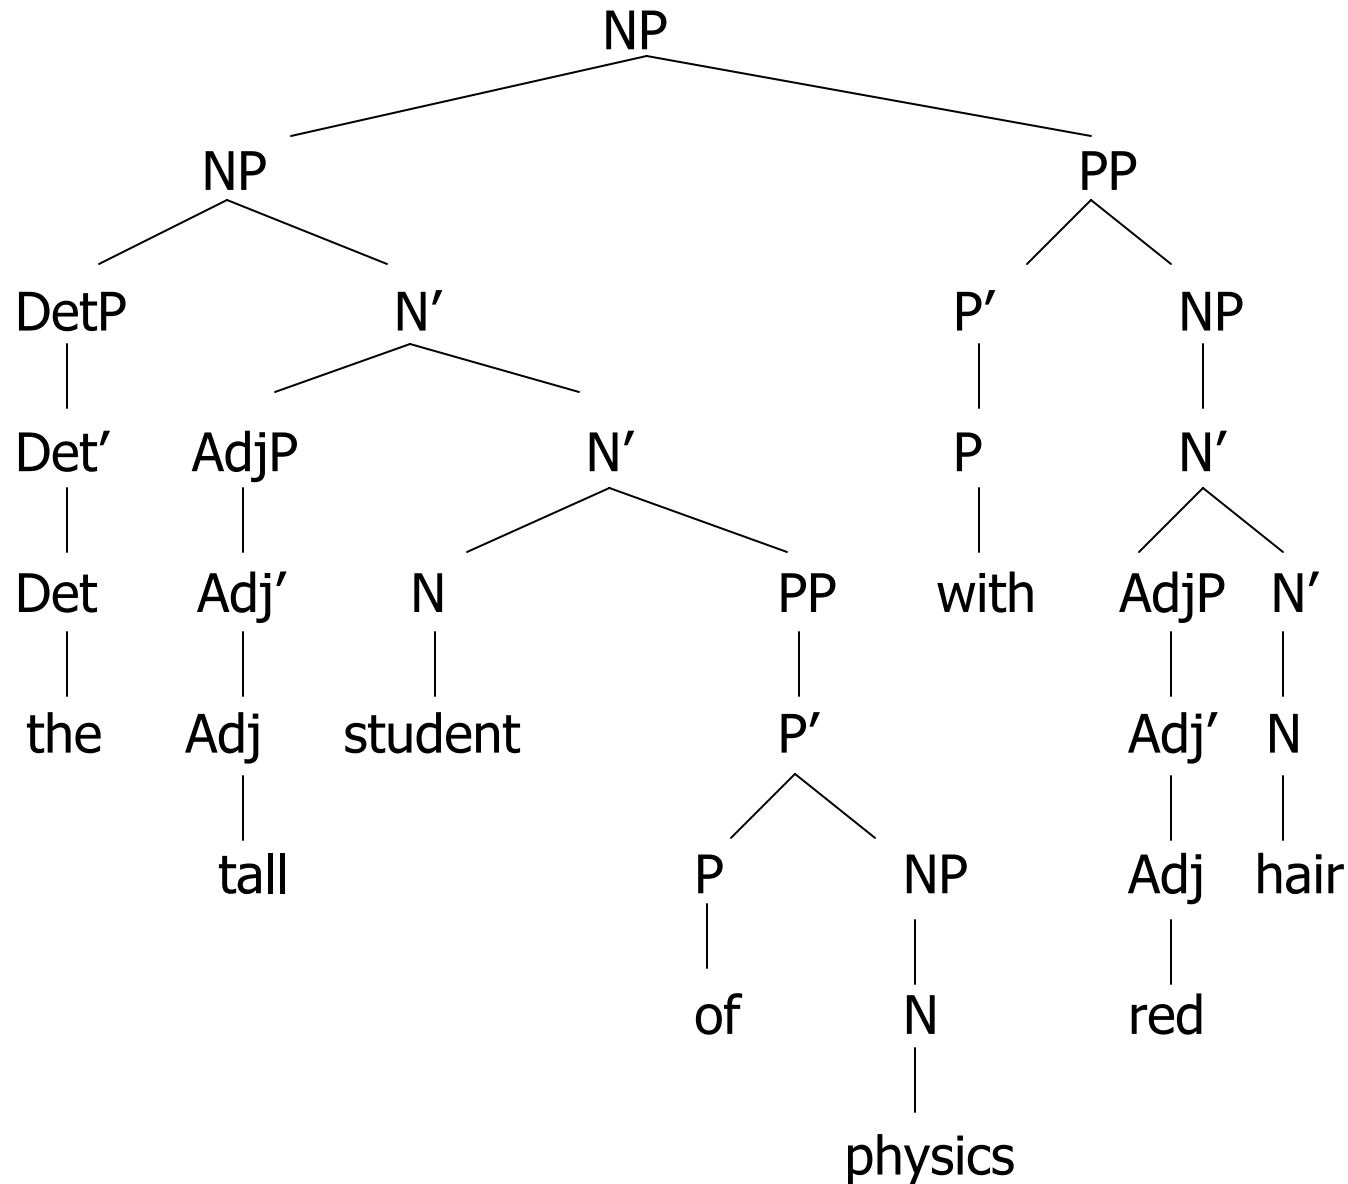 NP
NP PP
DetP N′ P′ NP
Det′ AdjP N′ P N′
Det Adj′ N PP with AdjP N′
the Adj student P′ Adj′ N
tall P NP Adj hair
of N red
physics